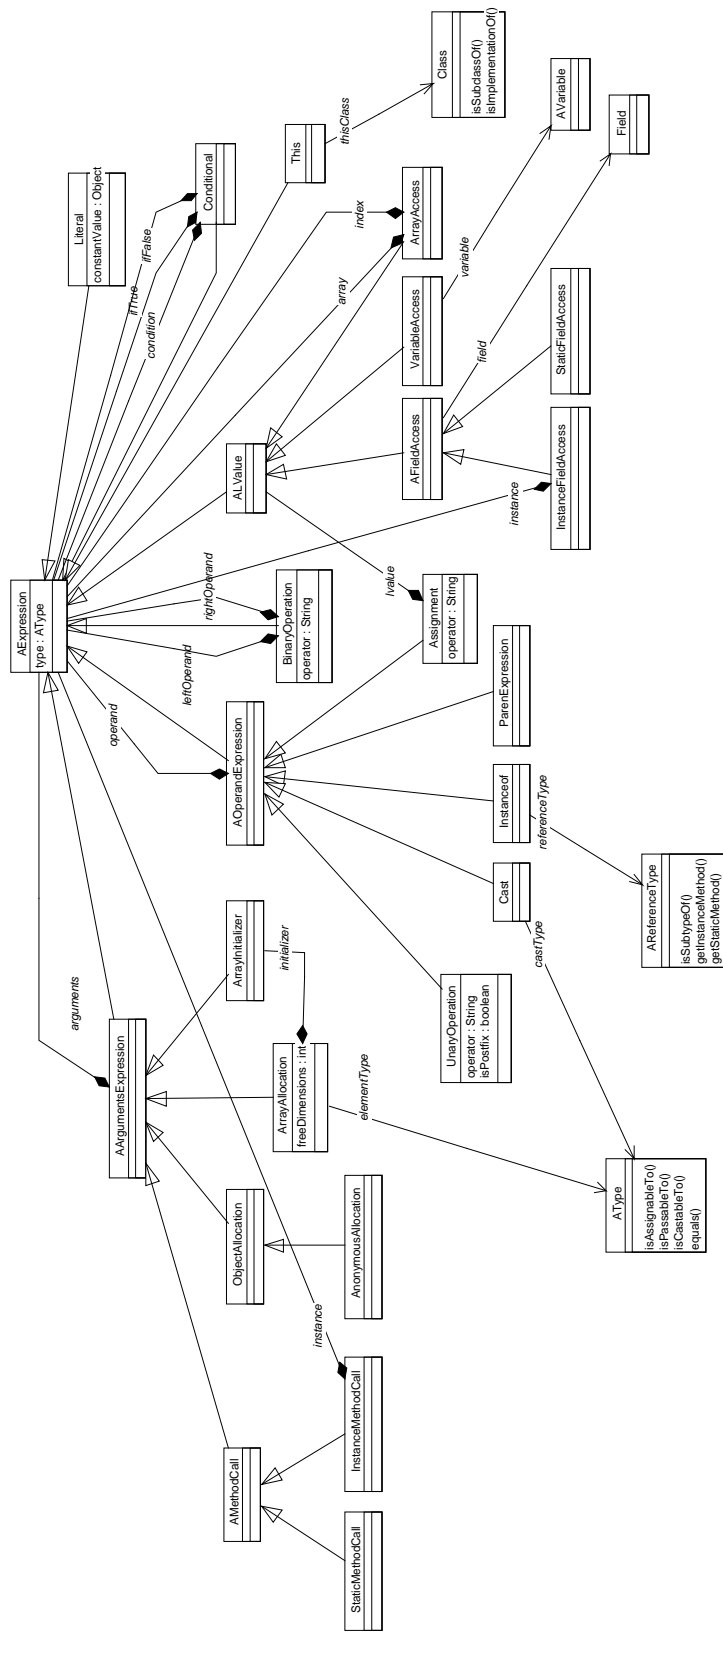 AExpression
type : AType
Literal
constantValue : Object
Conditional
ifFalse
ifTrue
condition
This
thisClass
Class
isSubclassOf()
isImplementationOf()
AArgumentsExpression
arguments
AMethodCall
StaticMethodCall
InstanceMethodCall
instance
ObjectAllocation
AnonymousAllocation
ArrayAllocation
freeDimensions : int
ArrayInitializer
initializer
elementType
AType
isAssignableTo()
isPassableTo()
isCastableTo()
equals()
AOperandExpression
operand
UnaryOperation
operator : String
isPostfix : boolean
Cast
castType
Instanceof
referenceType
AReferenceType
isSubtypeOf()
getInstanceMethod()
getStaticMethod()
ParenExpression
Assignment
operator : String
lvalue
BinaryOperation
operator : String
leftOperand
rightOperand
ALValue
AFieldAccess
InstanceFieldAccess
instance
StaticFieldAccess
field
Field
VariableAccess
variable
AVariable
ArrayAccess
array
index